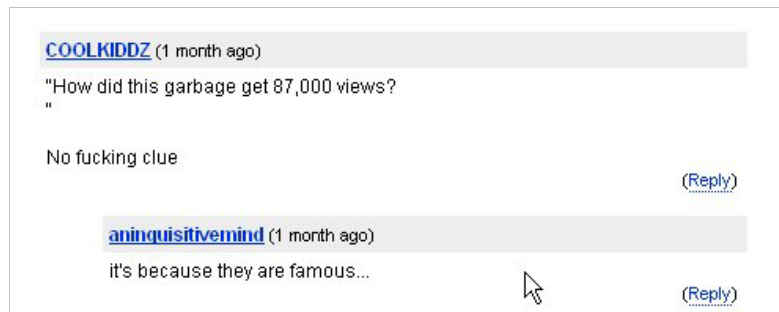 COOLKIDDZ (1 month ago)
"How did this garbage get 87,000 views?
"
No fucking clue
(Reply)
aninquisitivemind (1 month ago)
it's because they are famous...
(Reply)